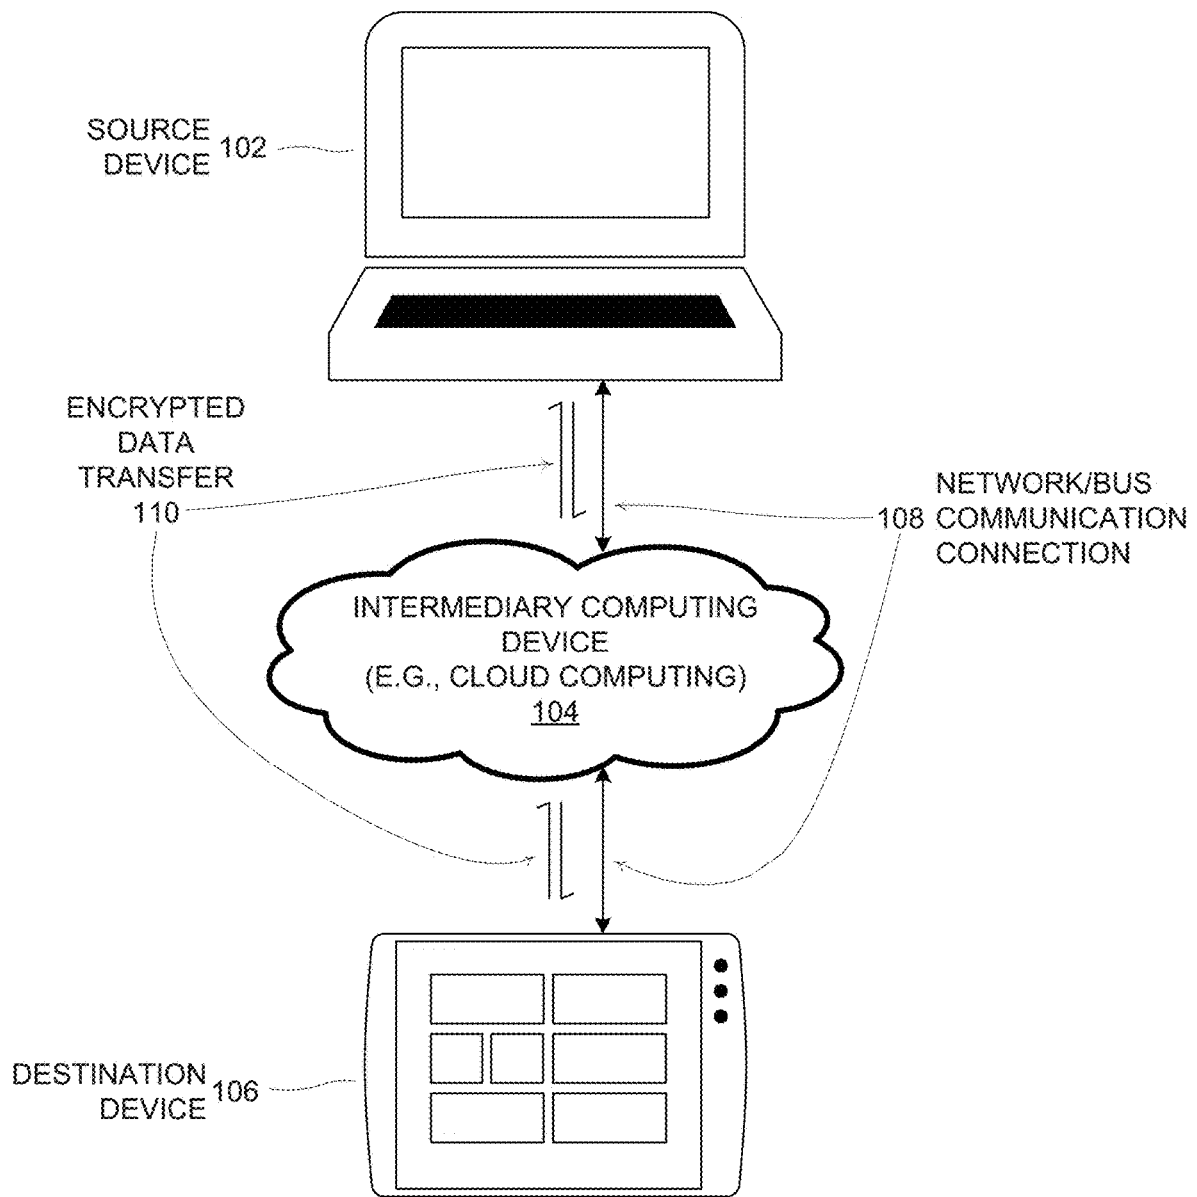 SOURCE
DEVICE
102
ENCRYPTED
DATA
TRANSFER
110
NETWORK/BUS
108 COMMUNICATION
CONNECTION
INTERMEDIARY COMPUTING
DEVICE
(E.G., CLOUD COMPUTING)
104
DESTINATION
DEVICE
106